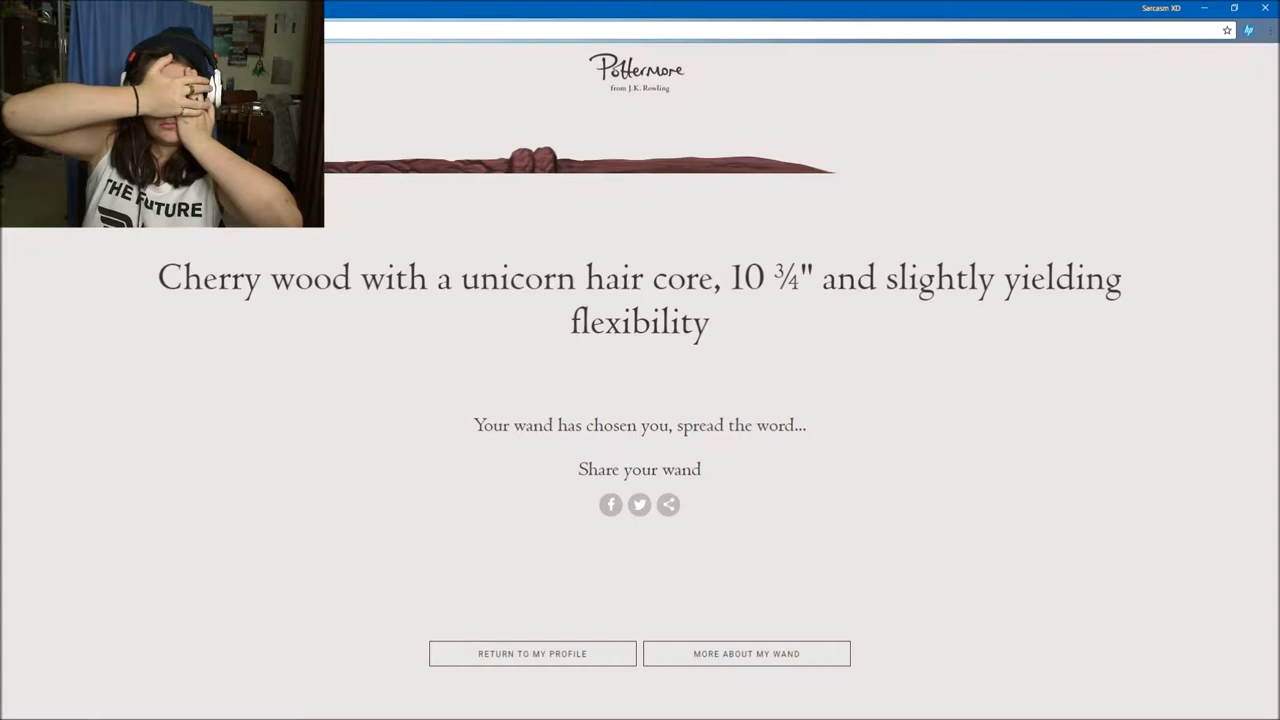 Sarcasm XD
Pottermore
from J.K. Rowling
THE FUTURE
Cherry wood with a unicorn hair core, 10 ¾" and slightly yielding
flexibility
Your wand has chosen you, spread the word...
Share your wand
RETURN TO MY PROFILE
MORE ABOUT MY WAND